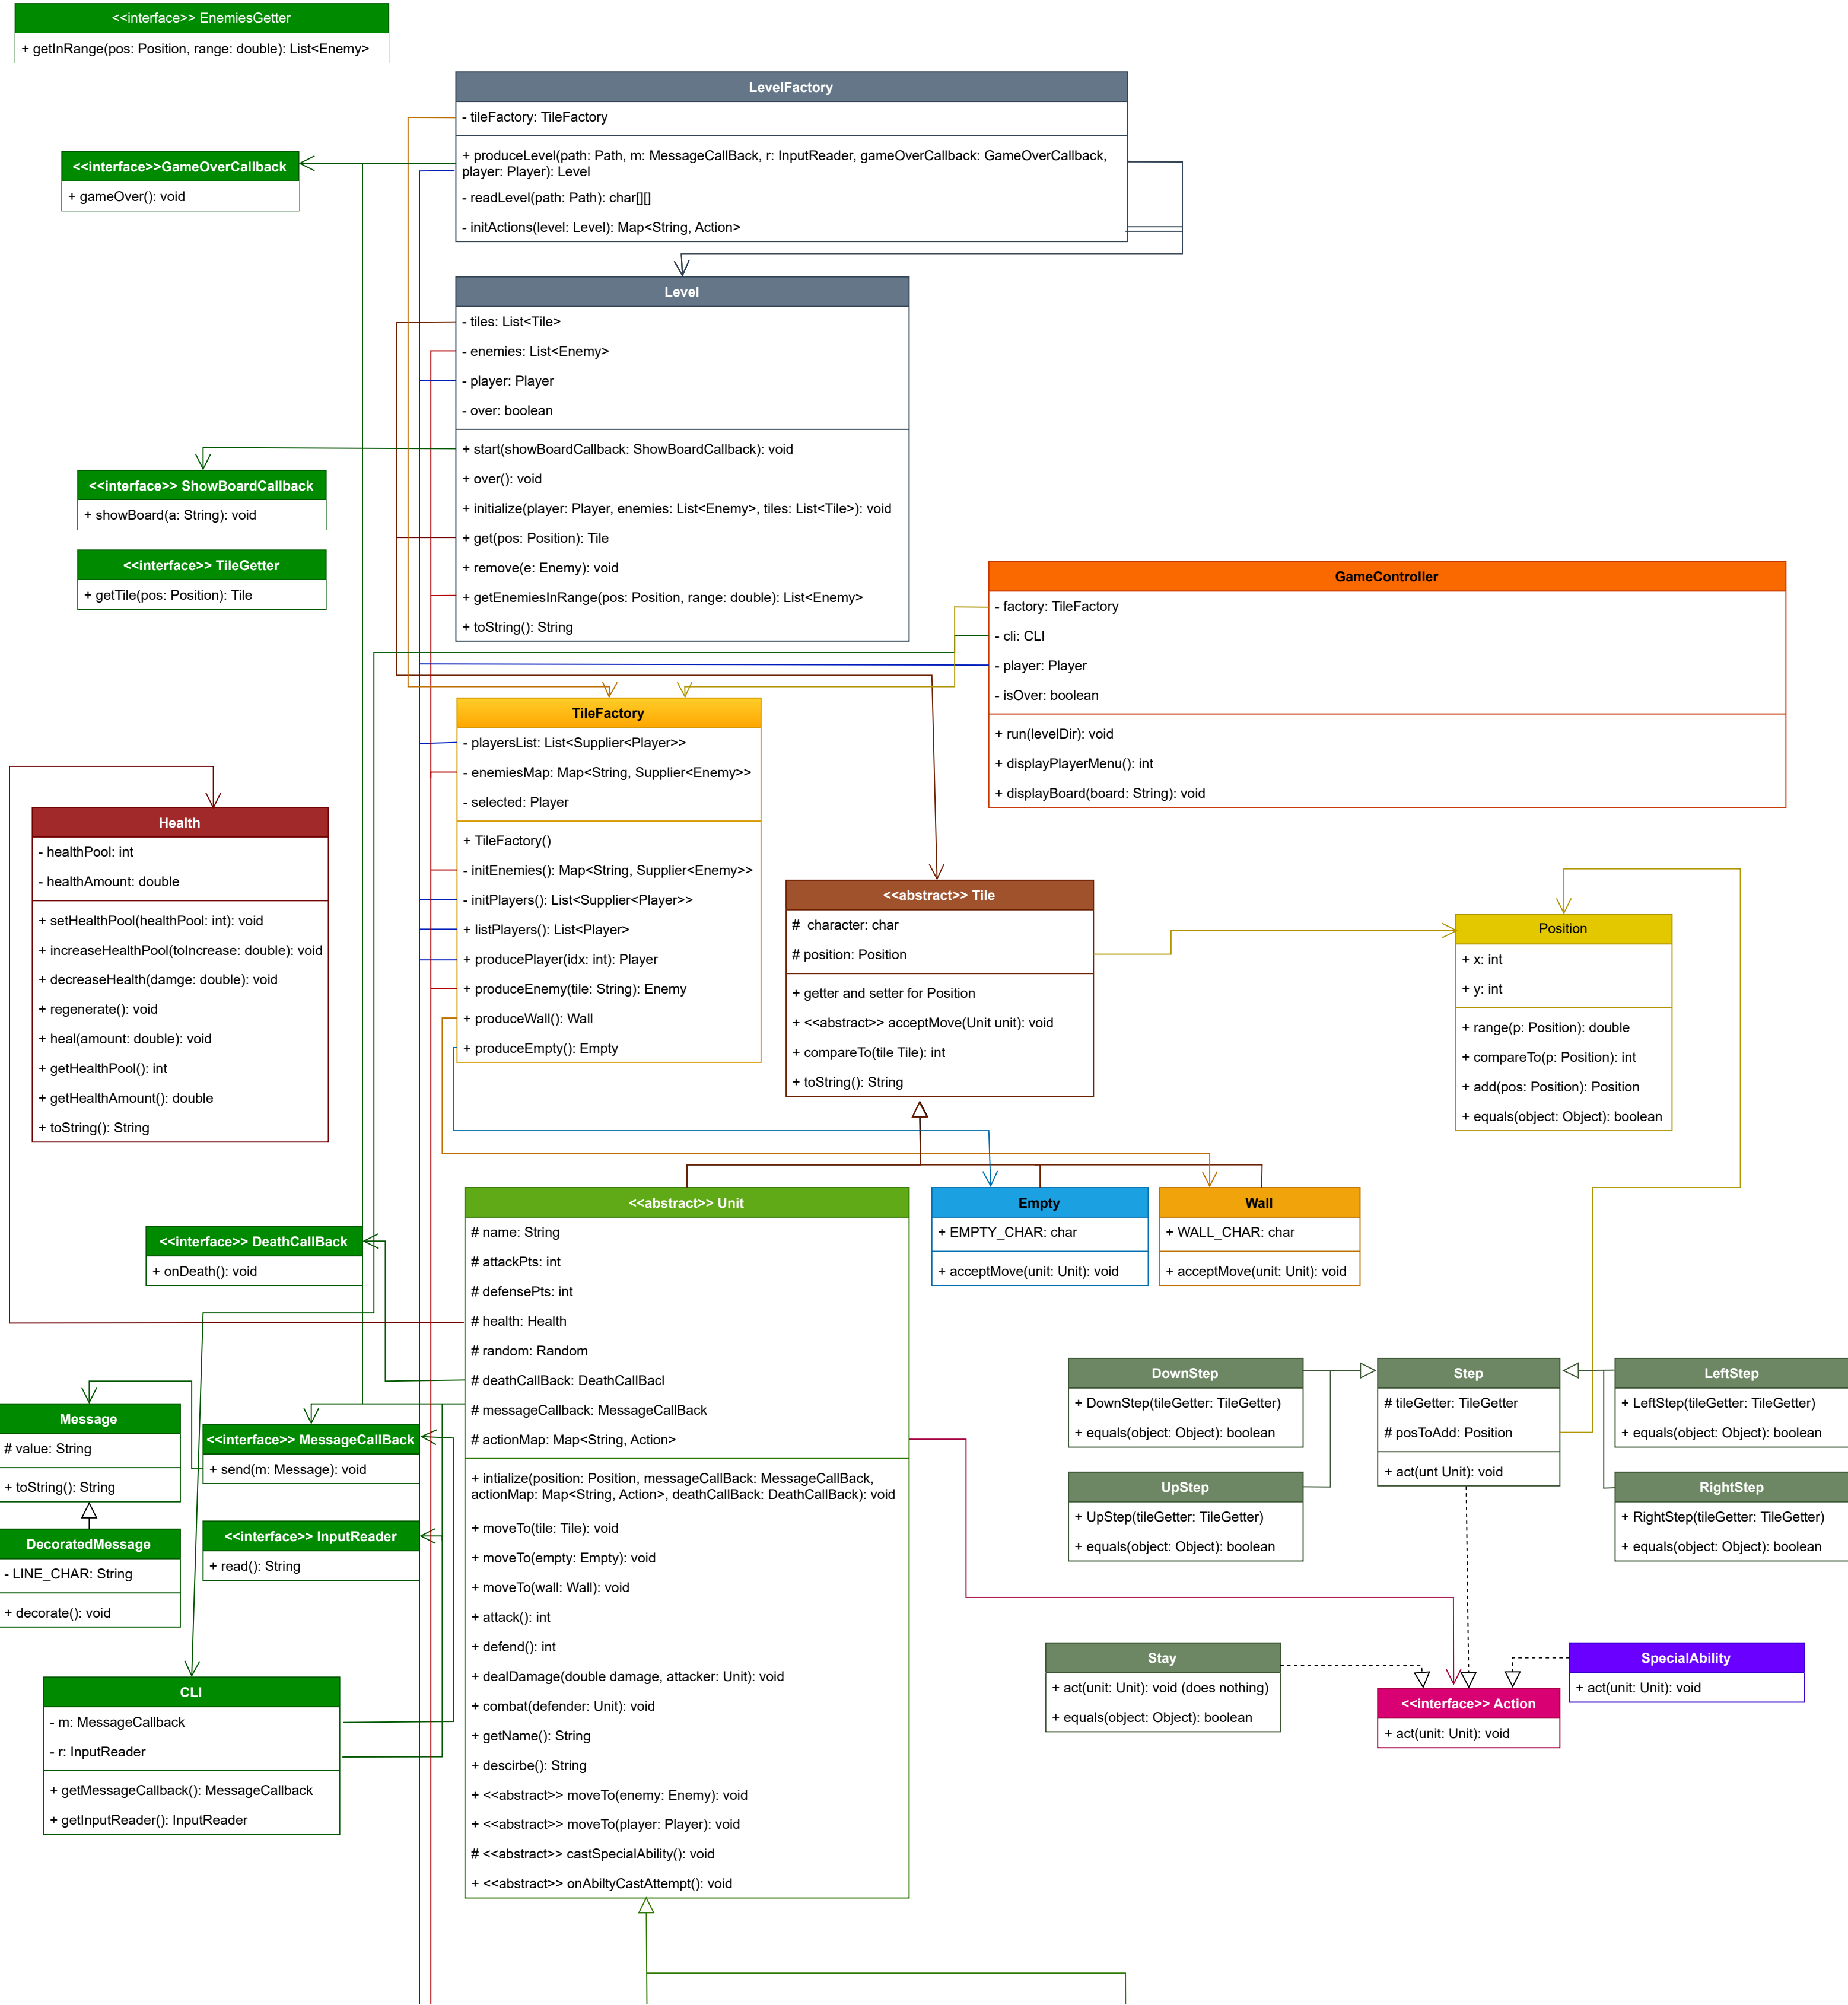 <<interface>> EnemiesGetter
+ getInRange(pos: Position, range: double): List<Enemy>
LevelFactory
- tileFactory: TileFactory
+ produceLevel(path: Path, m: MessageCallBack, r: InputReader, gameOverCallback: GameOverCallback,
player: Player): Level
- readLevel(path: Path): char[][]
- initActions(level: Level): Map<String, Action>
<<interface>>GameOverCallback
+ gameOver(): void
Level
- tiles: List<Tile>
- enemies: List<Enemy>
- player: Player
- over: boolean
+ start(showBoardCallback: ShowBoardCallback): void
+ over(): void
+ initialize(player: Player, enemies: List<Enemy>, tiles: List<Tile>): void
+ get(pos: Position): Tile
+ remove(e: Enemy): void
+ getEnemiesInRange(pos: Position, range: double): List<Enemy>
+ toString(): String
<<interface>> ShowBoardCallback
+ showBoard(a: String): void
<<interface>> TileGetter
+ getTile(pos: Position): Tile
GameController
- factory: TileFactory
- cli: CLI
- player: Player
- isOver: boolean
+ run(levelDir): void
+ displayPlayerMenu(): int
+ displayBoard(board: String): void
TileFactory
- playersList: List<Supplier<Player>>
- enemiesMap: Map<String, Supplier<Enemy>>
- selected: Player
+ TileFactory()
- initEnemies(): Map<String, Supplier<Enemy>>
- initPlayers(): List<Supplier<Player>>
+ listPlayers(): List<Player>
+ producePlayer(idx: int): Player
+ produceEnemy(tile: String): Enemy
+ produceWall(): Wall
+ produceEmpty(): Empty
Health
- healthPool: int
- healthAmount: double
+ setHealthPool(healthPool: int): void
+ increaseHealthPool(toIncrease: double): void
+ decreaseHealth(damge: double): void
+ regenerate(): void
+ heal(amount: double): void
+ getHealthPool(): int
+ getHealthAmount(): double
+ toString(): String
<<abstract>> Tile
# character: char
# position: Position
+ getter and setter for Position
+ <<abstract>> acceptMove(Unit unit): void
+ compareTo(tile Tile): int
+ toString(): String
Position
+ x: int
+ y: int
+ range(p: Position): double
+ compareTo(p: Position): int
+ add(pos: Position): Position
+ equals(object: Object): boolean
<<abstract>> Unit
# name: String
# attackPts: int
# defensePts: int
# health: Health
# random: Random
# deathCallBack: DeathCallBacl
# messageCallback: MessageCallBack
# actionMap: Map<String, Action>
+ intialize(position: Position, messageCallBack: MessageCallBack,
actionMap: Map<String, Action>, deathCallBack: DeathCallBack): void
+ moveTo(tile: Tile): void
+ moveTo(empty: Empty): void
+ moveTo(wall: Wall): void
+ attack(): int
+ defend(): int
+ dealDamage(double damage, attacker: Unit): void
+ combat(defender: Unit): void
+ getName(): String
+ descirbe(): String
+ <<abstract>> moveTo(enemy: Enemy): void
+ <<abstract>> moveTo(player: Player): void
# <<abstract>> castSpecialAbility(): void
+ <<abstract>> onAbiltyCastAttempt(): void
Empty
+ EMPTY_CHAR: char
+ acceptMove(unit: Unit): void
Wall
+ WALL_CHAR: char
+ acceptMove(unit: Unit): void
<<interface>> DeathCallBack
+ onDeath(): void
Message
# value: String
+ toString(): String
<<interface>> MessageCallBack
+ send(m: Message): void
DecoratedMessage
- LINE_CHAR: String
+ decorate(): void
<<interface>> InputReader
+ read(): String
CLI
- m: MessageCallback
- r: InputReader
+ getMessageCallback(): MessageCallback
+ getInputReader(): InputReader
DownStep
+ DownStep(tileGetter: TileGetter)
+ equals(object: Object): boolean
Step
# tileGetter: TileGetter
# posToAdd: Position
+ act(unt Unit): void
LeftStep
+ LeftStep(tileGetter: TileGetter)
+ equals(object: Object): boolean
UpStep
+ UpStep(tileGetter: TileGetter)
+ equals(object: Object): boolean
RightStep
+ RightStep(tileGetter: TileGetter)
+ equals(object: Object): boolean
Stay
+ act(unit: Unit): void (does nothing)
+ equals(object: Object): boolean
<<interface>> Action
+ act(unit: Unit): void
SpecialAbility
+ act(unit: Unit): void